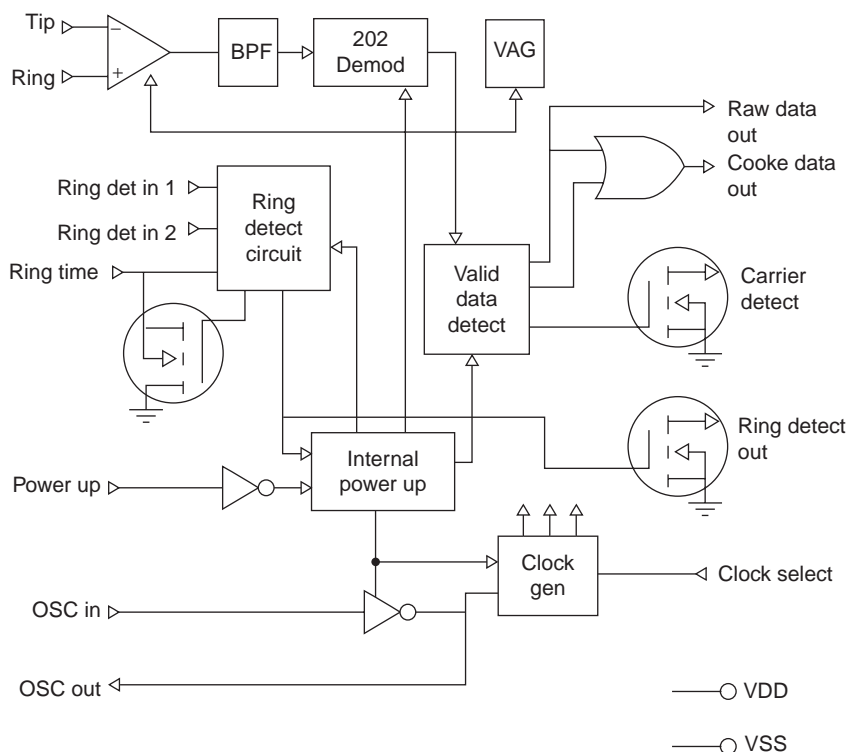 Tip
Ring
−
+
BPF
202
Demod
VAG
Raw data
out
Cooke data
out
Ring det in 1
Ring det in 2
Ring time
Ring
detect
circuit
Valid
data
detect
Carrier
detect
Ring detect
out
Power up
Internal
power up
Clock
gen
Clock select
OSC in
OSC out
VDD
VSS